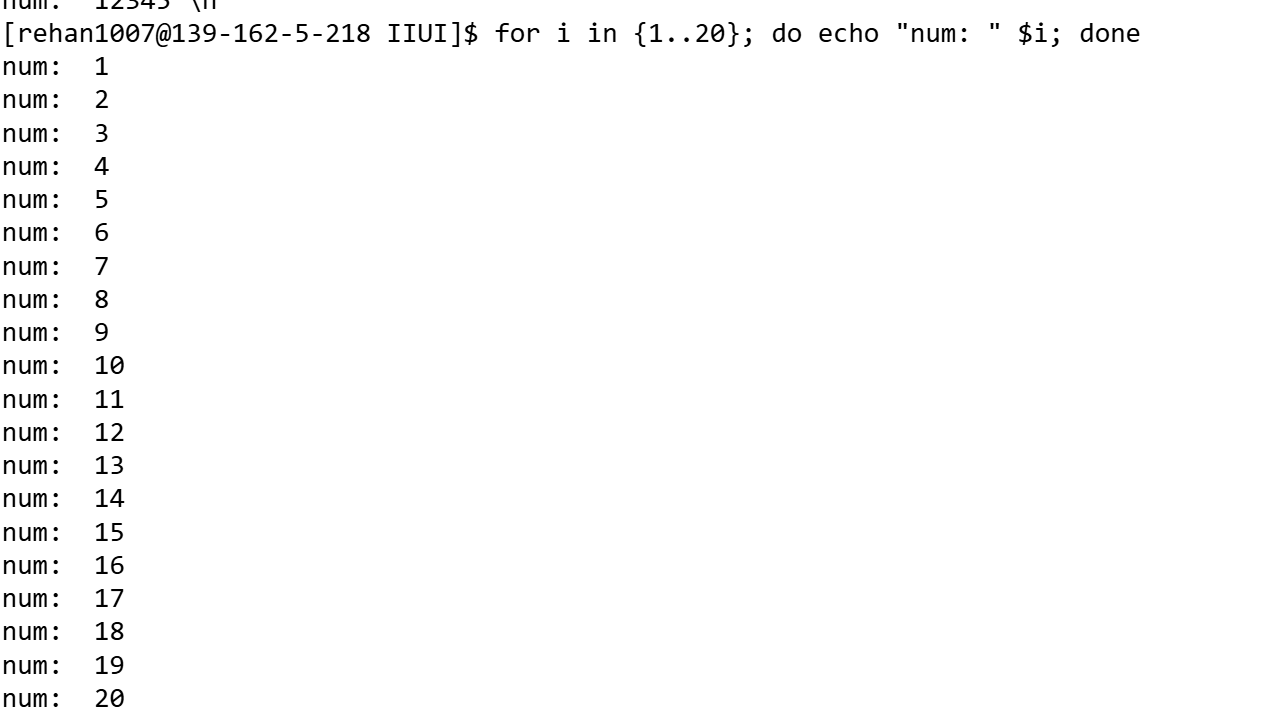 num:  12345 \n
[rehan1007@139-162-5-218 IIUI]$ for i in {1..20}; do echo "num: " $i; done
num:  1
num:  2
num:  3
num:  4
num:  5
num:  6
num:  7
num:  8
num:  9
num:  10
num:  11
num:  12
num:  13
num:  14
num:  15
num:  16
num:  17
num:  18
num:  19
num:  20